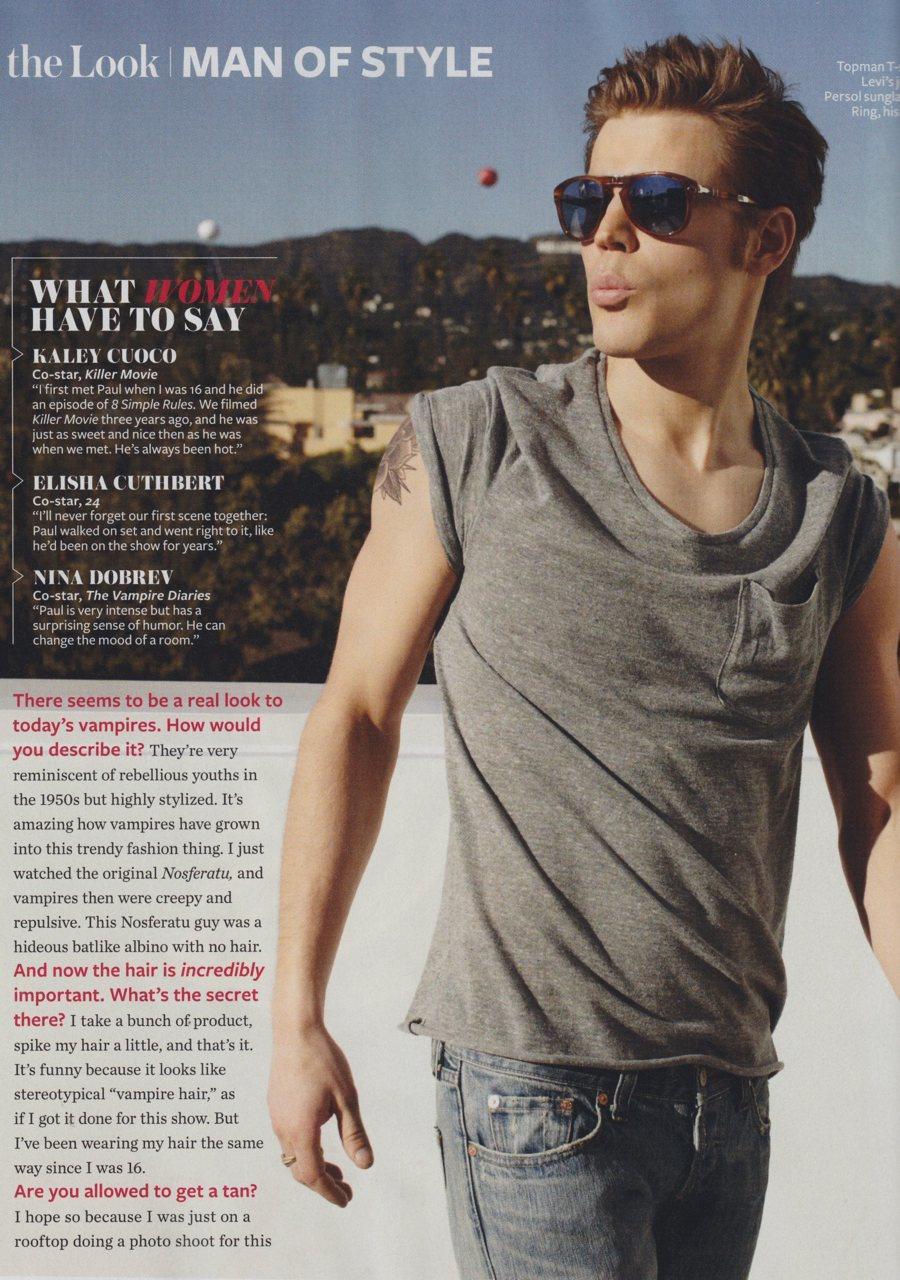 the Look | MAN OF STYLE
Topman T-
Levi's j
Persol sungla
Ring, his
WHAT WOMEN
HAVE TO SAY
KALEY CUOCO
Co-star, Killer Movie
“I first met Paul when I was 16 and he did
an episode of 8 Simple Rules. We filmed
Killer Movie three years ago, and he was
just as sweet and nice then as he was
when we met. He’s always been hot.”
ELISHA CUTHBERT
Co-star, 24
“I’ll never forget our first scene together:
Paul walked on set and went right to it, like
he’d been on the show for years.”
NINA DOBREV
Co-star, The Vampire Diaries
“Paul is very intense but has a
surprising sense of humor. He can
change the mood of a room.”
There seems to be a real look to
today’s vampires. How would
you describe it? They’re very
reminiscent of rebellious youths in
the 1950s but highly stylized. It’s
amazing how vampires have grown
into this trendy fashion thing. I just
watched the original Nosferatu, and
vampires then were creepy and
repulsive. This Nosferatu guy was a
hideous batlike albino with no hair.
And now the hair is incredibly
important. What’s the secret
there? I take a bunch of product,
spike my hair a little, and that’s it.
It’s funny because it looks like
stereotypical “vampire hair,” as
if I got it done for this show. But
I’ve been wearing my hair the same
way since I was 16.
Are you allowed to get a tan?
I hope so because I was just on a
rooftop doing a photo shoot for this